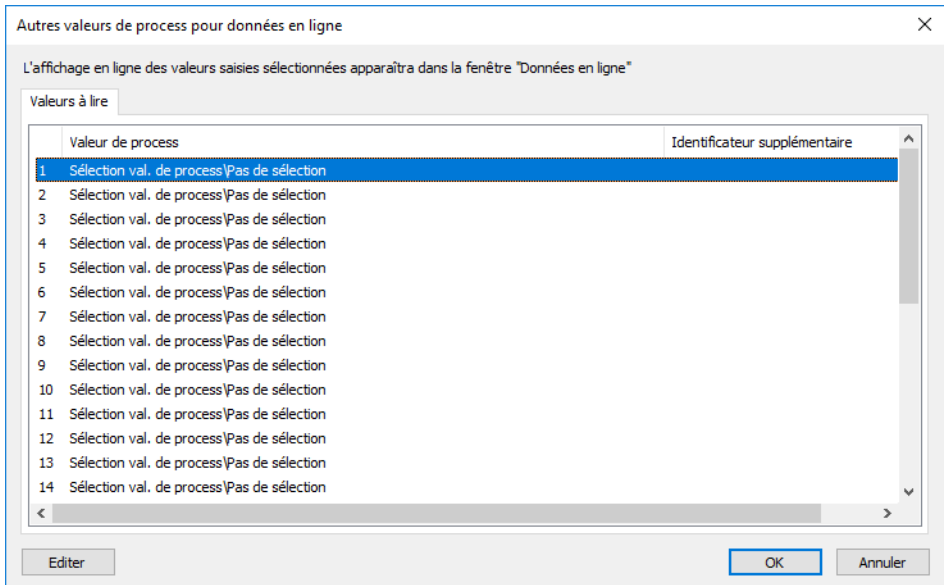 Autres valeurs de process pour données en ligne
L'affichage en ligne des valeurs saisies sélectionnées apparaîtra dans la fenêtre "Données en ligne"
Valeurs à lire
Valeur de process Identificateur supplémentaire
1 Sélection val. de process\Pas de sélection
2 Sélection val. de process\Pas de sélection
3 Sélection val. de process\Pas de sélection
4 Sélection val. de process\Pas de sélection
5 Sélection val. de process\Pas de sélection
6 Sélection val. de process\Pas de sélection
7 Sélection val. de process\Pas de sélection
8 Sélection val. de process\Pas de sélection
9 Sélection val. de process\Pas de sélection
10 Sélection val. de process\Pas de sélection
11 Sélection val. de process\Pas de sélection
12 Sélection val. de process\Pas de sélection
13 Sélection val. de process\Pas de sélection
14 Sélection val. de process\Pas de sélection
Editer OK Annuler